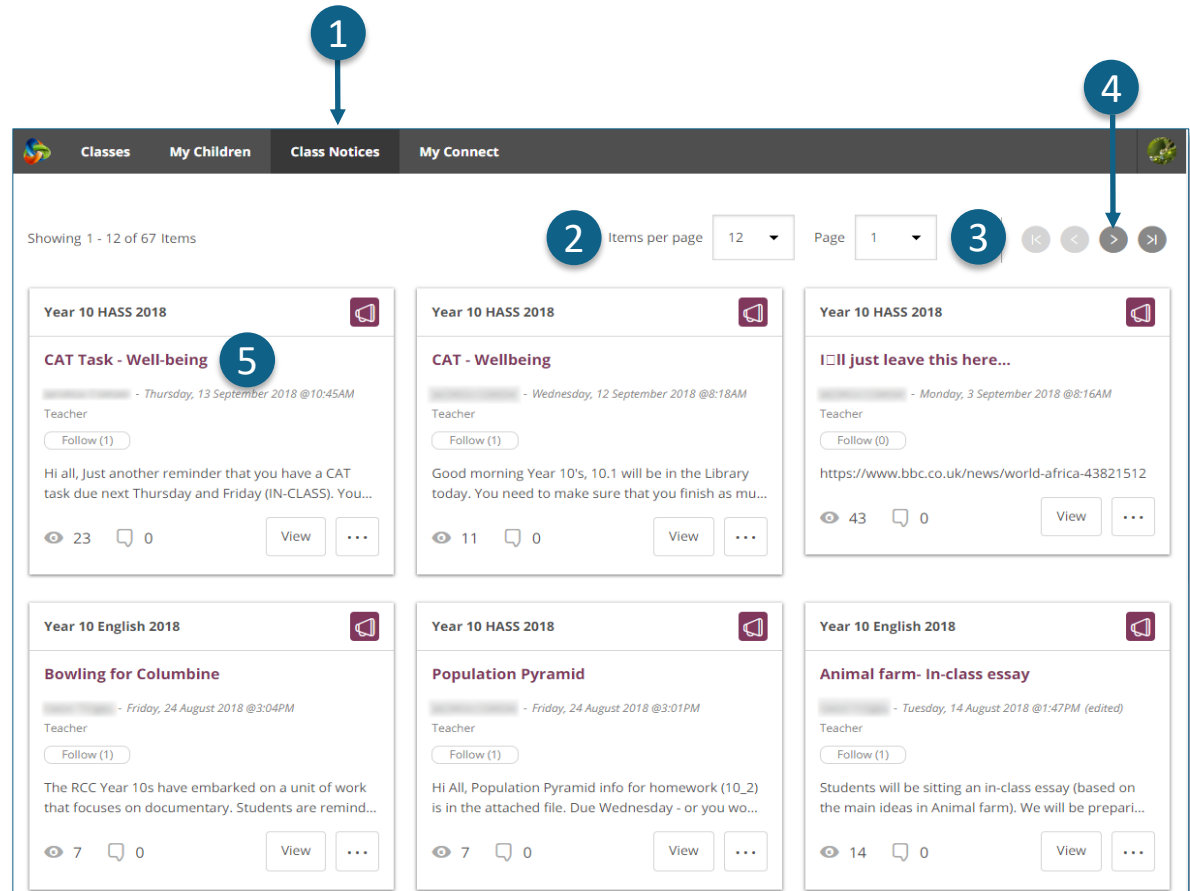 1
4
Classes My Children Class Notices My Connect
Showing 1 - 12 of 67 Items 2 Items per page 12 Page 1 3
Year 10 HASS 2018
CAT Task - Well-being 5
- Thursday, 13 September 2018 @10:45AM
Teacher
Follow (1)
Hi all, Just another reminder that you have a CAT
task due next Thursday and Friday (IN-CLASS). You...
23 0 View ...
Year 10 HASS 2018
CAT - Wellbeing
- Wednesday, 12 September 2018 @8:18AM
Teacher
Follow (1)
Good morning Year 10's, 10.1 will be in the Library
today. You need to make sure that you finish as mu...
11 0 View ...
Year 10 HASS 2018
I□ll just leave this here...
- Monday, 3 September 2018 @8:16AM
Teacher
Follow (0)
https://www.bbc.co.uk/news/world-africa-43821512
43 0 View ...
Year 10 English 2018
Bowling for Columbine
- Friday, 24 August 2018 @3:04PM
Teacher
Follow (1)
The RCC Year 10s have embarked on a unit of work
that focuses on documentary. Students are remind...
7 0 View ...
Year 10 HASS 2018
Population Pyramid
- Friday, 24 August 2018 @3:01PM
Teacher
Follow (1)
Hi All, Population Pyramid info for homework (10_2)
is in the attached file. Due Wednesday - or you wo...
7 0 View ...
Year 10 English 2018
Animal farm- In-class essay
- Tuesday, 14 August 2018 @1:47PM (edited)
Teacher
Follow (1)
Students will be sitting an in-class essay (based on
the main ideas in Animal farm). We will be prepari...
14 0 View ...